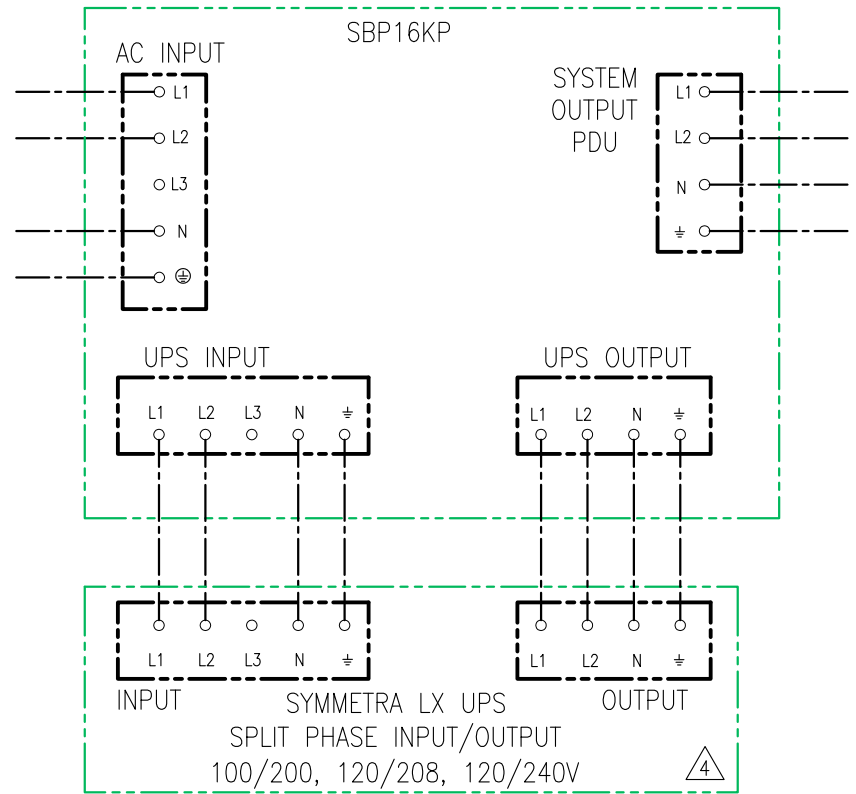 SBP16KP
AC INPUT
L1
L2
L3
N
SYSTEM
OUTPUT
PDU
L1
L2
N
UPS INPUT
L1 L2 L3 N
UPS OUTPUT
L1 L2 N
L1 L2 L3 N
INPUT
L1 L2 N
OUTPUT
SYMMETRA LX UPS
SPLIT PHASE INPUT/OUTPUT
100/200, 120/208, 120/240V
4